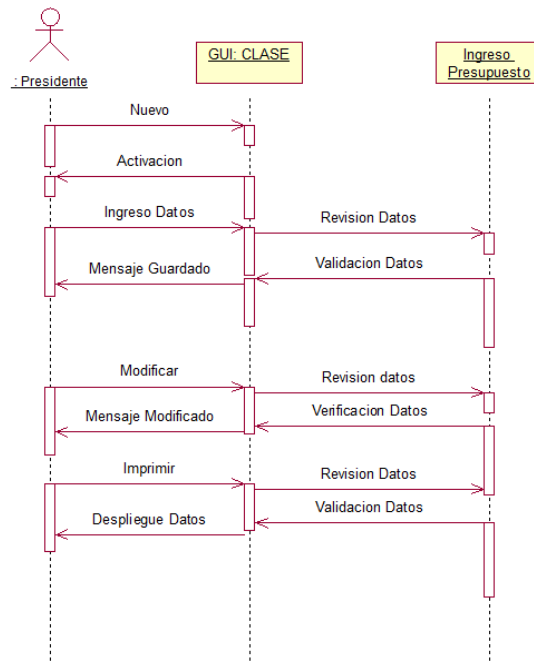 GUI: CLASE
Ingreso
Presupuesto
: Presidente
Nuevo
Activacion
Ingreso Datos
Revision Datos
Mensaje Guardado
Validacion Datos
Modificar
Revision datos
Mensaje Modificado
Verificacion Datos
Imprimir
Revision Datos
Despliegue Datos
Validacion Datos